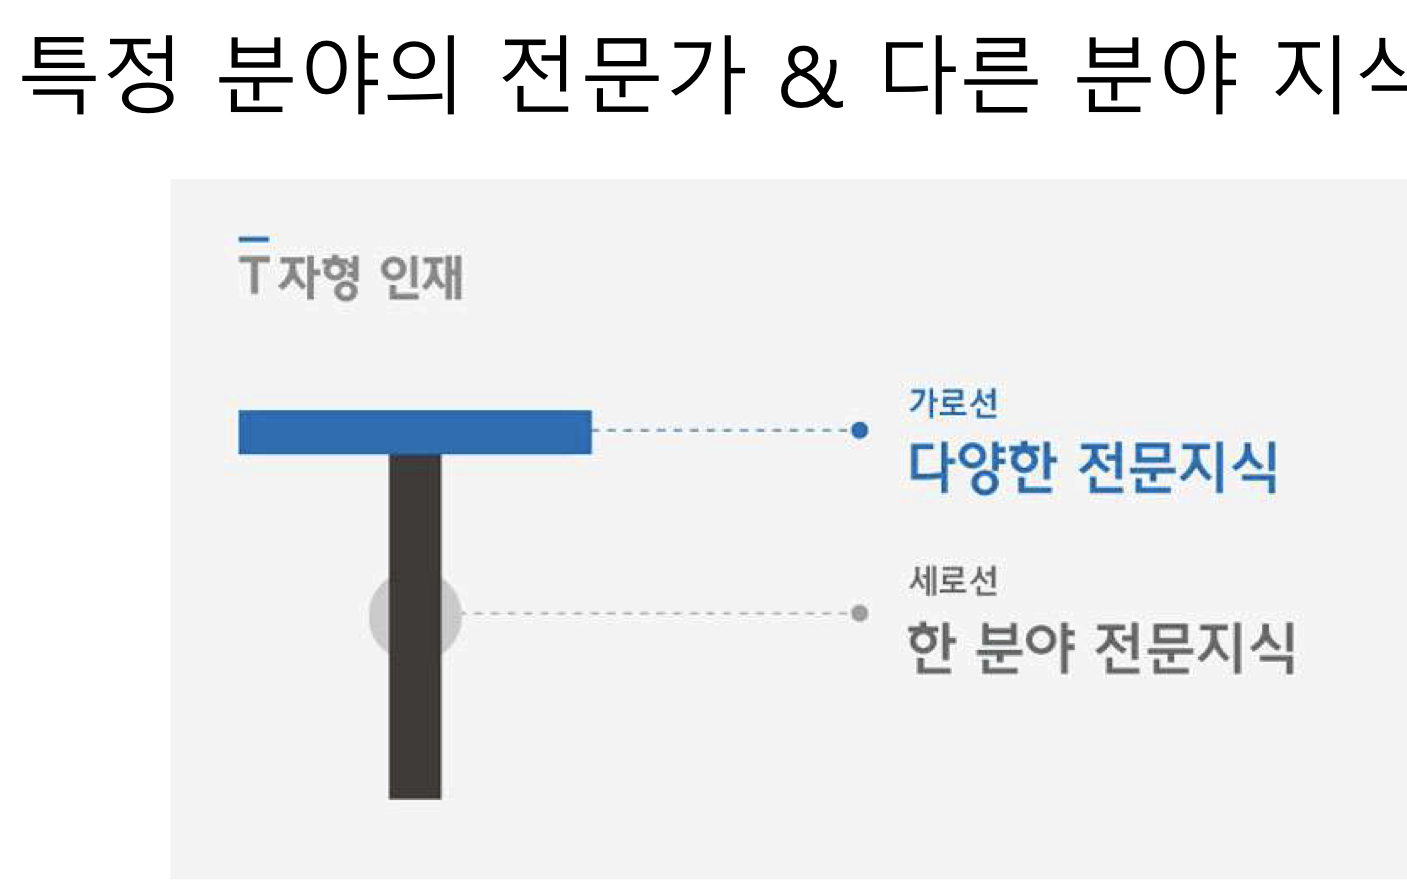 특정 분야의 전문가 & 다른 분야 지식
T자형 인재
가로선
다양한 전문지식
세로선
한 분야 전문지식